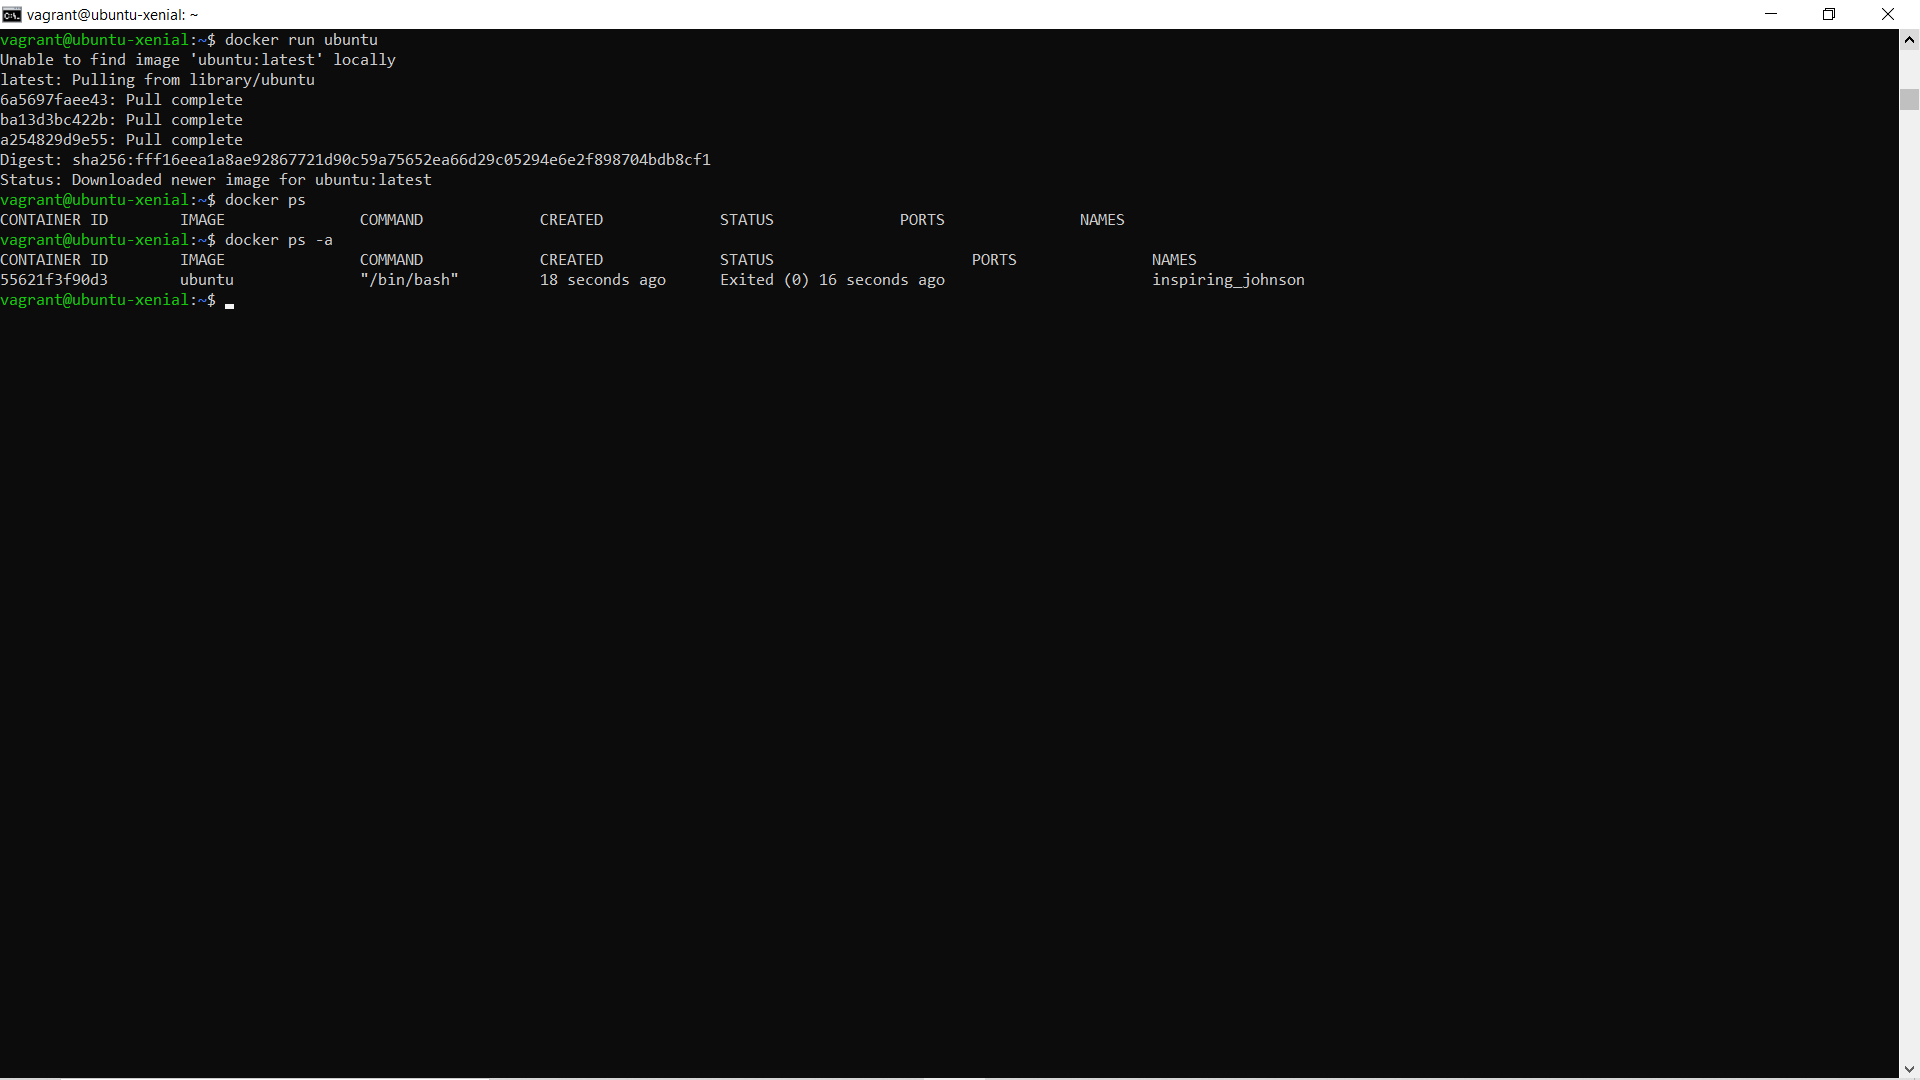 vagrant@ubuntu-xenial: ~
vagrant@ubuntu-xenial:~$ docker run ubuntu
Unable to find image 'ubuntu:latest' locally
latest: Pulling from library/ubuntu
6a5697faee43: Pull complete
ba13d3bc422b: Pull complete
a254829d9e55: Pull complete
Digest: sha256:fff16eea1a8ae92867721d90c59a75652ea66d29c05294e6e2f898704bdb8cf1
Status: Downloaded newer image for ubuntu:latest
vagrant@ubuntu-xenial:~$ docker ps
CONTAINER ID        IMAGE               COMMAND             CREATED             STATUS              PORTS               NAMES
vagrant@ubuntu-xenial:~$ docker ps -a
CONTAINER ID        IMAGE               COMMAND             CREATED             STATUS                      PORTS               NAMES
55621f3f90d3        ubuntu              "/bin/bash"         18 seconds ago      Exited (0) 16 seconds ago                       inspiring_johnson
vagrant@ubuntu-xenial:~$